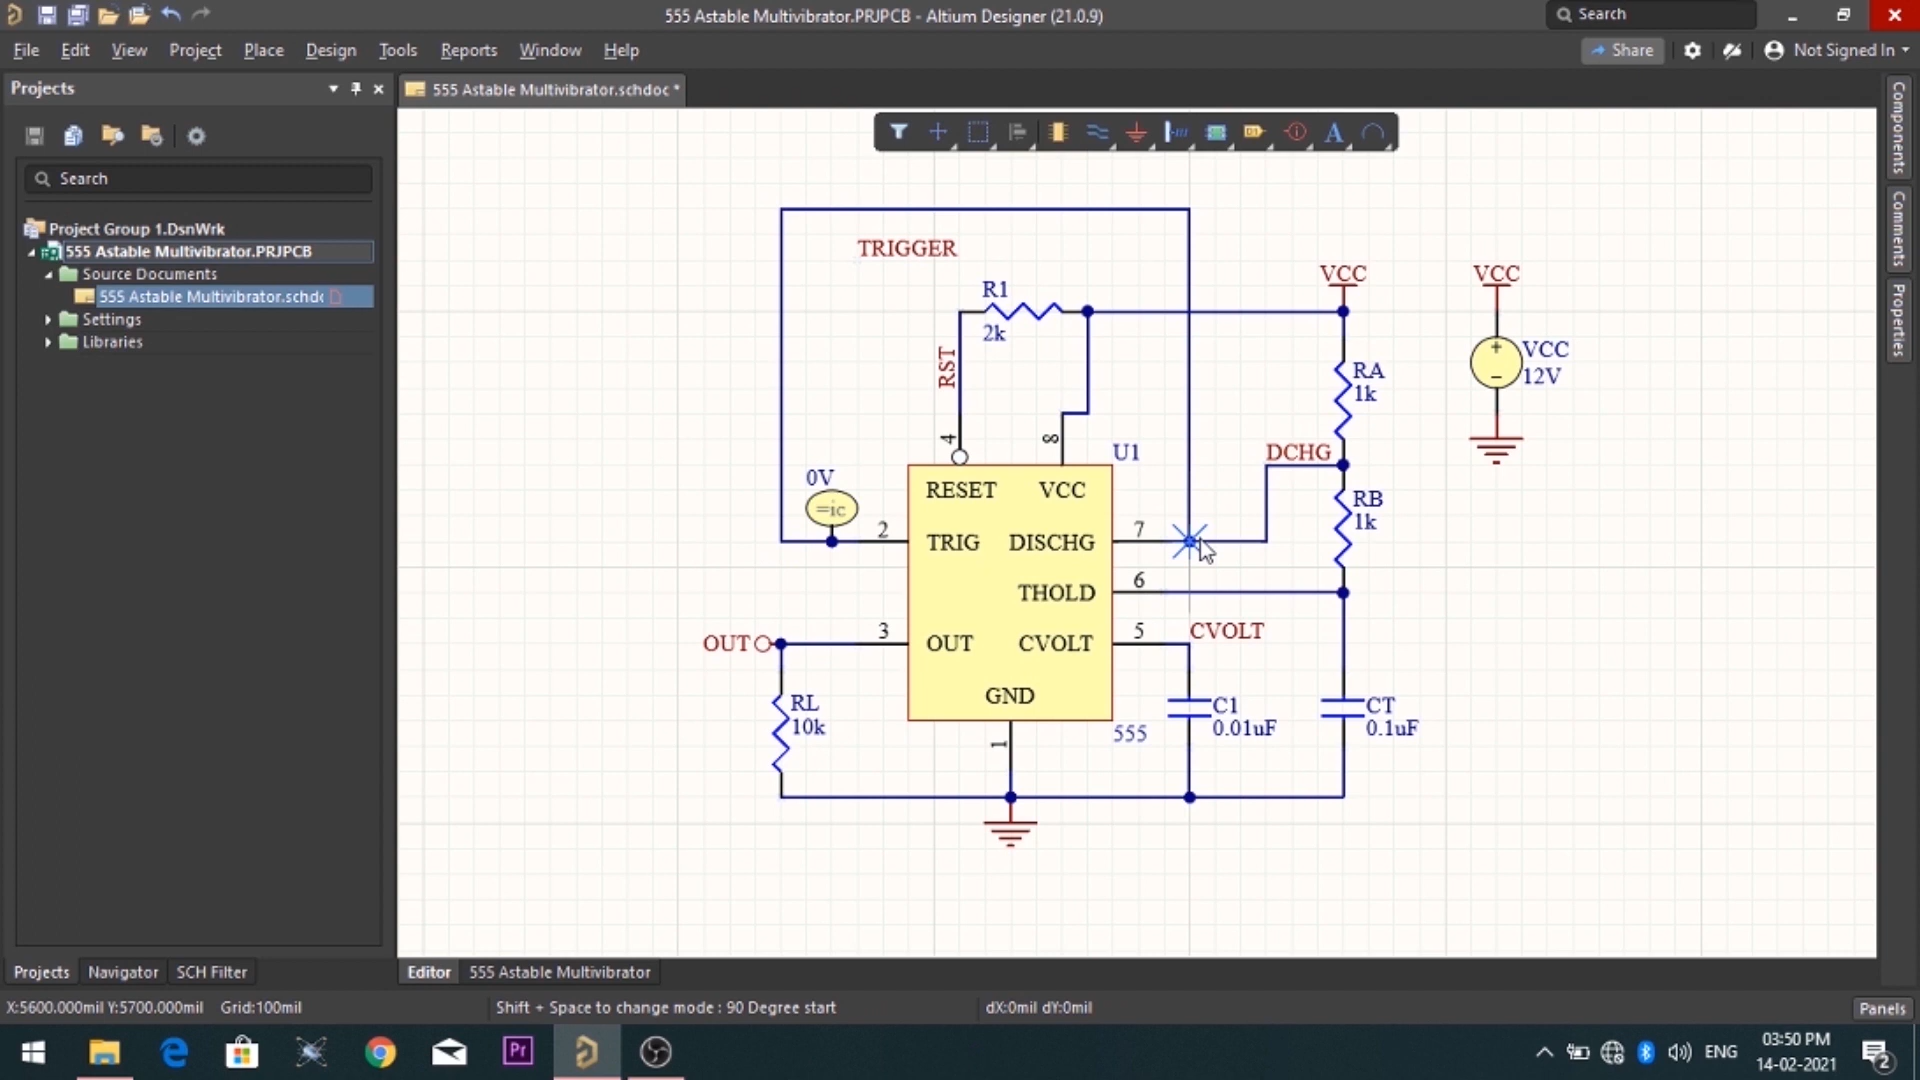 555 Astable Multivibrator.PRJPCB - Altium Designer (21.0.9)
Search
File Edit View Project Place Design Tools Reports Window Help
Share
Not Signed In
Projects
555 Astable Multivibrator.schdoc *
Search
Project Group 1.DsnWrk
555 Astable Multivibrator.PRJPCB
Source Documents
555 Astable Multivibrator.schdc
Settings
Libraries
Components
Comments
Properties
TRIGGER
R1
2k
RST
VCC
VCC
VCC
12V
RA
1k
4
8
U1
DCHG
0V
=ic
RESET VCC
RB
1k
2 TRIG DISCHG 7
THOLD 6
OUT 3 OUT CVOLT 5 CVOLT
GND
RL
10k
1
555
C1
0.01uF
CT
0.1uF
Projects Navigator SCH Filter
Editor 555 Astable Multivibrator
X:5600.000mil Y:5700.000mil Grid:100mil
Shift + Space to change mode : 90 Degree start
dX:0mil dY:0mil
Panels
Pr
ENG
03:50 PM
14-02-2021
2